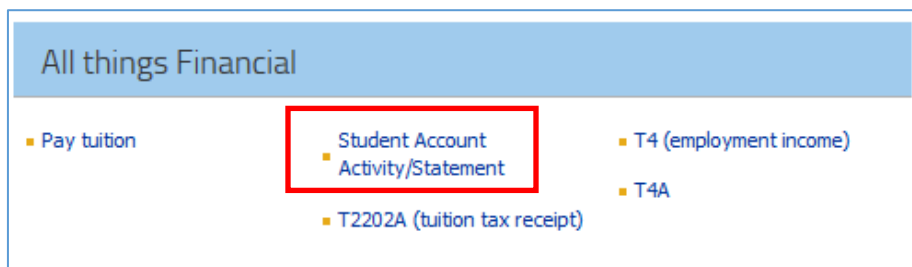 All things Financial
Pay tuition
Student Account
Activity/Statement
T2202A (tuition tax receipt)
T4 (employment income)
T4A